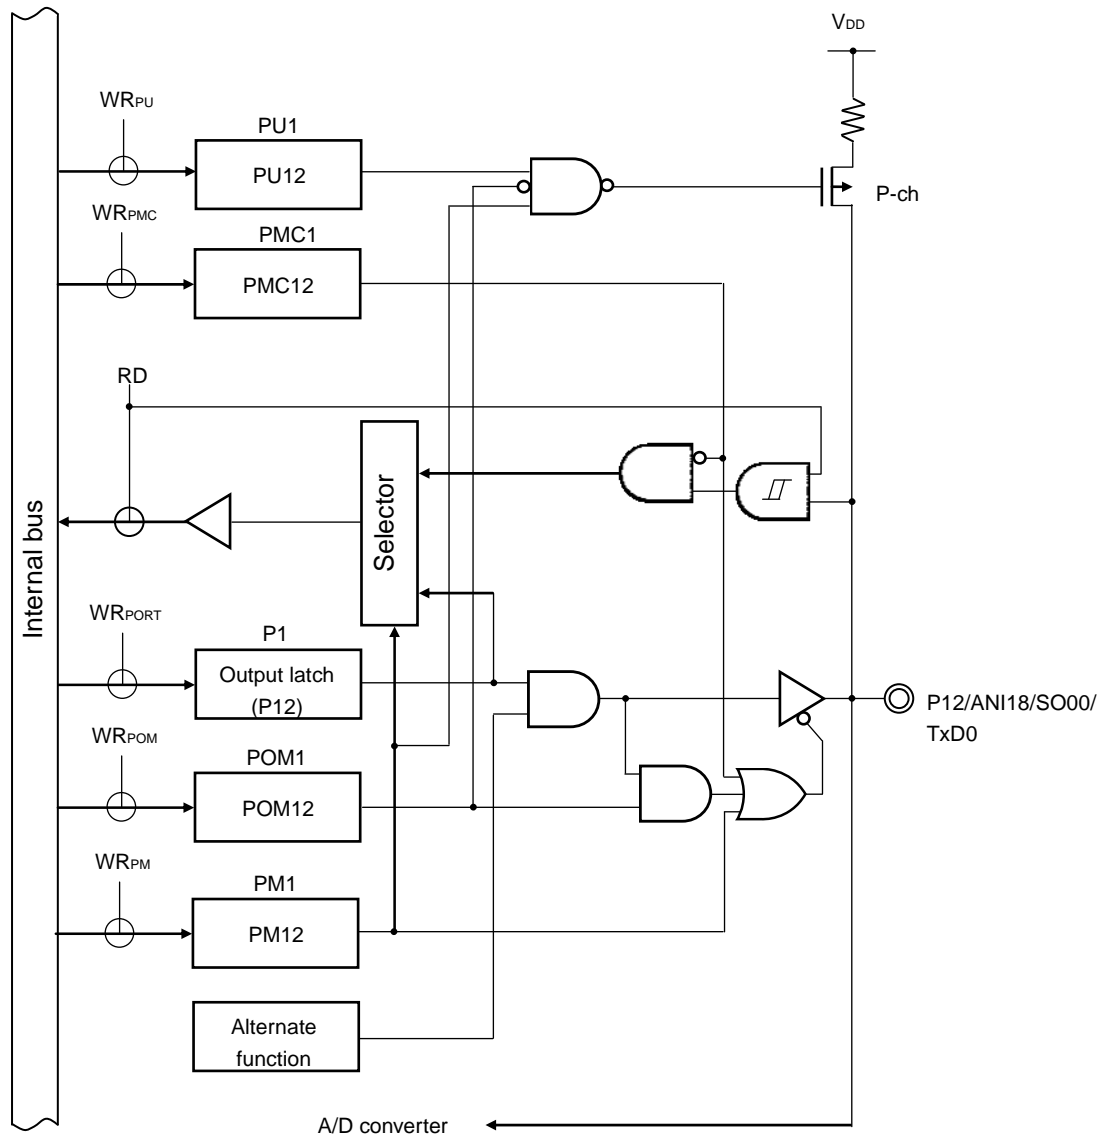 VDD
WRPU
PU1
PU12
P-ch
WRPMC
PMC1
PMC12
RD
Selector
Internal bus
WRPORT
P1
Output latch
(P12)
P12/ANI18/SO00/
TxD0
WRPOM
POM1
POM12
WRPM
PM1
PM12
Alternate
function
A/D converter